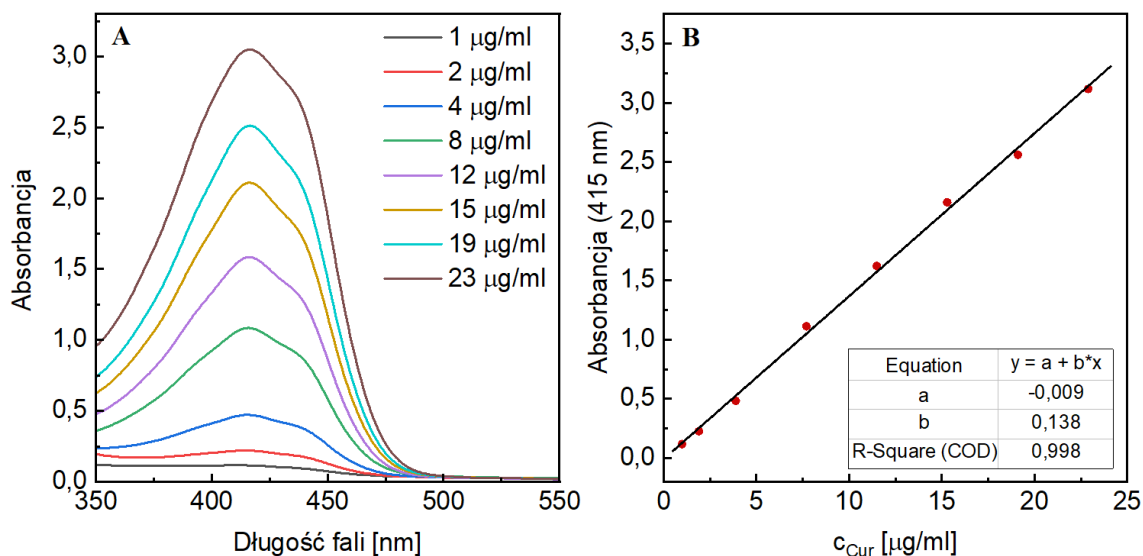 A
Absorbancja
3.0
2.5
2.0
1.5
1.0
0.5
0,0
350
400
450
500
550
Długość fali [nm]
1 μg/ml
2 μg/ml
4 μg/ml
8 μg/ml
12 μg/ml
15 μg/ml
19 μg/ml
23 μg/ml
B
Absorbancja (415 nm)
3,5
3,0
2,5
2,0
1,5
1,0
0,5
0,0
0
5
10
15
20
25
c_Cur [μg/ml]
Equation y = a + b*x
a -0,009
b 0,138
R-Square (COD) 0,998